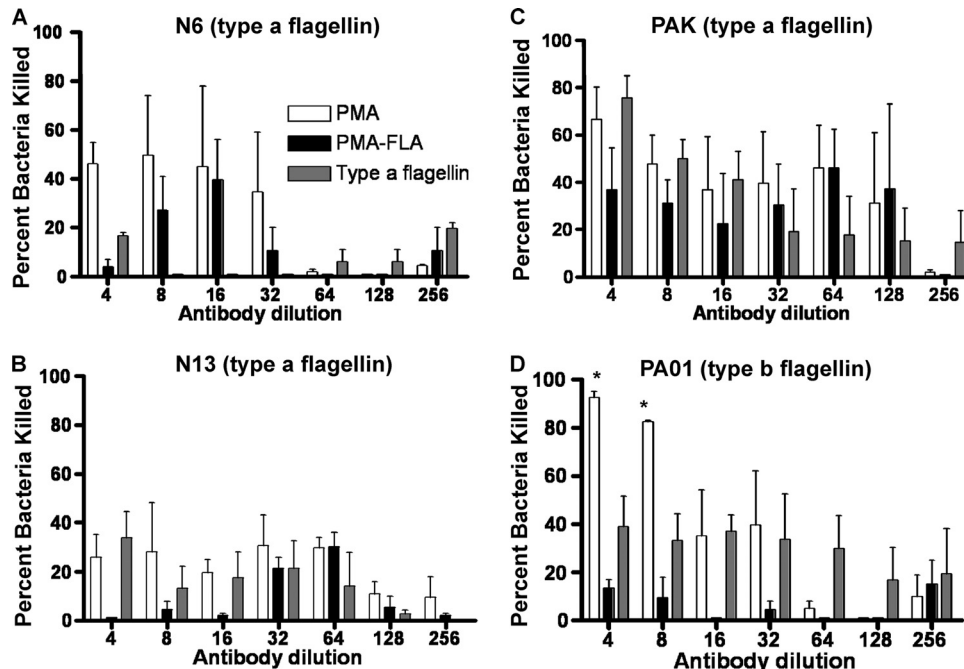 A
N6 (type a flagellin)
Percent Bacteria Killed
100
80
60
40
20
0
PMA
PMA-FLA
Type a flagellin
4 8 16 32 64 128 256
Antibody dilution
B
N13 (type a flagellin)
Percent Bacteria Killed
100
80
60
40
20
0
4 8 16 32 64 128 256
Antibody dilution
C
PAK (type a flagellin)
Percent Bacteria Killed
100
80
60
40
20
0
4 8 16 32 64 128 256
Antibody dilution
D
PA01 (type b flagellin)
Percent Bacteria Killed
100
80
60
40
20
0
* *
4 8 16 32 64 128 256
Antibody dilution